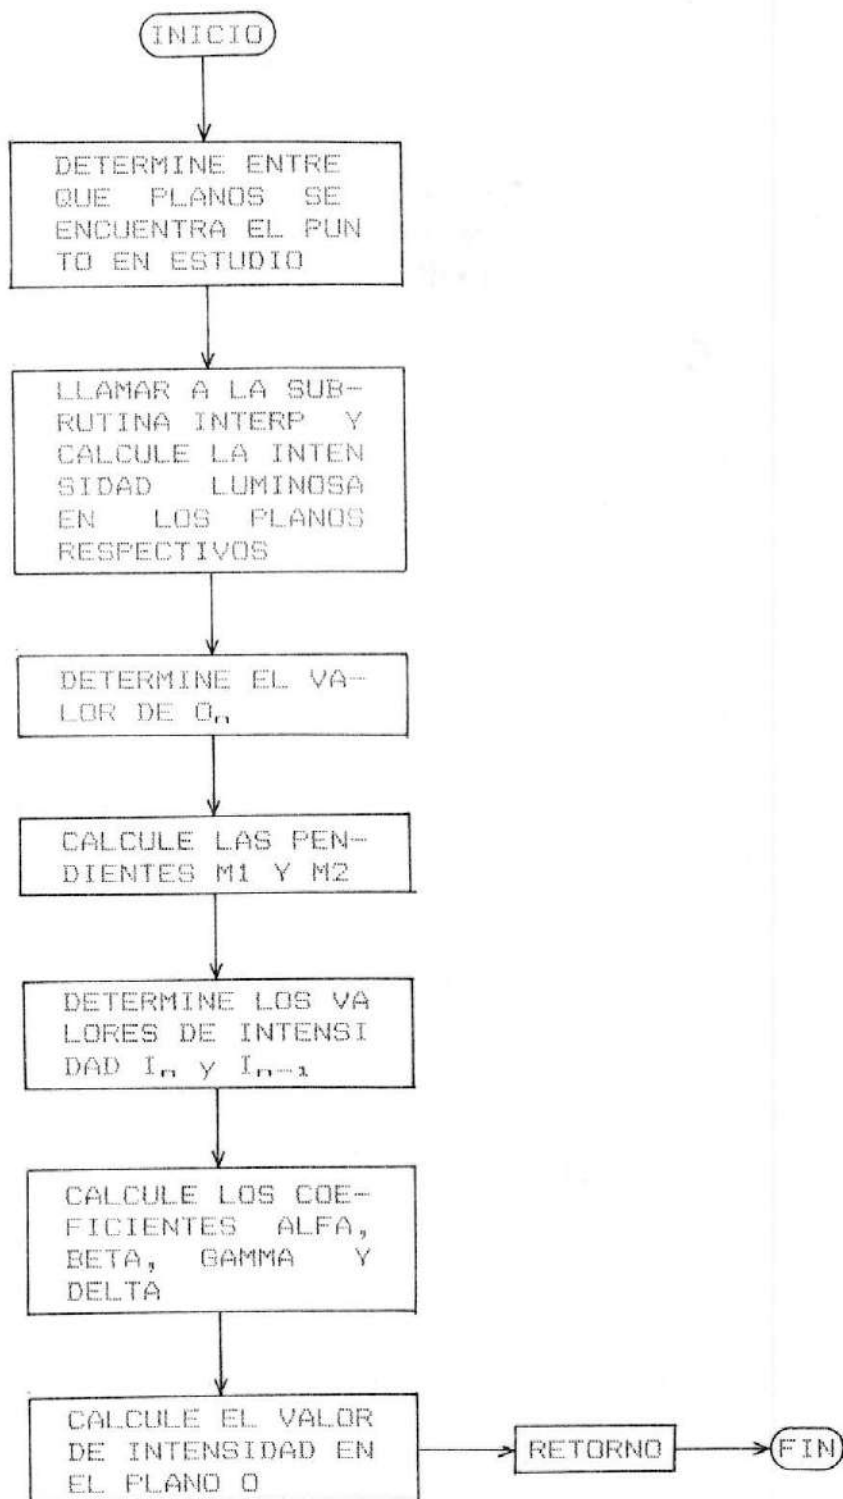 INICIO
DETERMINE ENTRE
QUE PLANOS SE
ENCUENTRA EL PUN
TO EN ESTUDIO
LLAMAR A LA SUB-
RUTINA INTERP Y
CALCULE LA INTEN
SIDAD LUMINOSA
EN LOS PLANOS
RESPECTIVOS
DETERMINE EL VA-
LOR DE Oₙ
CALCULE LAS PEN-
DIENTES M1 Y M2
DETERMINE LOS VA
LORES DE INTENSI
DAD Iₙ y Iₙ₋₁
CALCULE LOS COE-
FICIENTES ALFA,
BETA, GAMMA Y
DELTA
CALCULE EL VALOR
DE INTENSIDAD EN
EL PLANO O
RETORNO
FIN